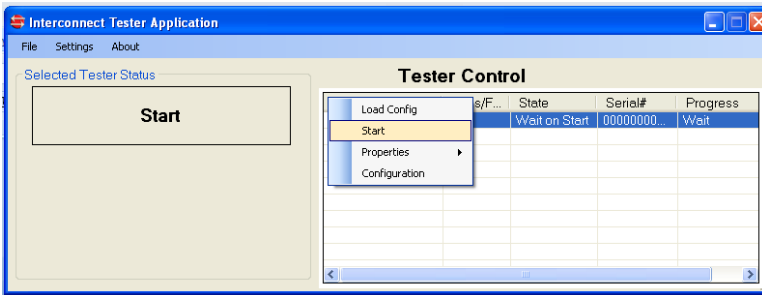 Interconnect Tester Application
File Settings About
Selected Tester Status
Start
Tester Control
s/F... State Serial# Progress
Wait on Start 00000000... Wait
Load Config
Start
Properties
Configuration